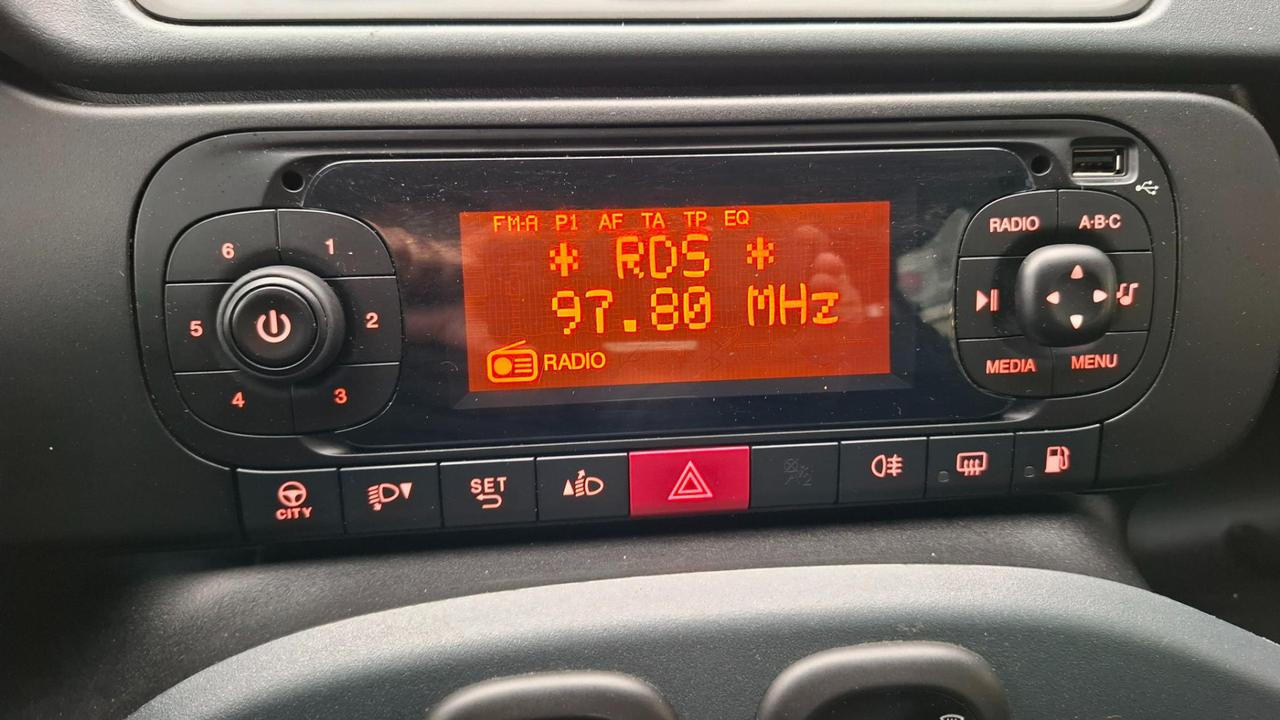 FM-A P1 AF TA TP EQ
* RDS *
97.80 MHz
RADIO
6 1
5 2
4 3
RADIO A·B·C
MEDIA MENU
CITY
SET